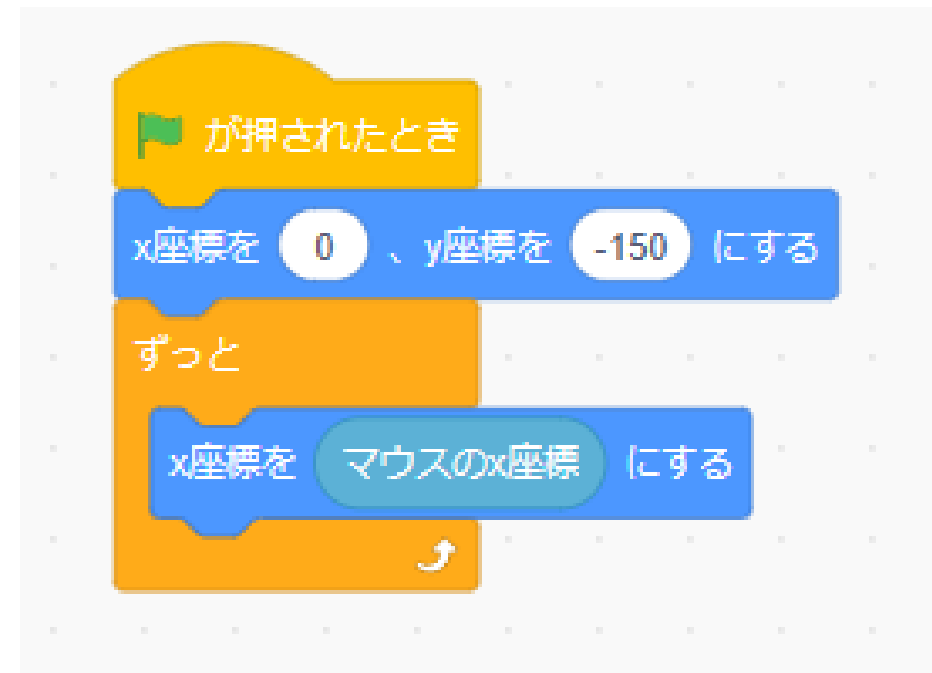 が押されたとき
x座標を 0 、y座標を -150 にする
ずっと
x座標を マウスのx座標 にする